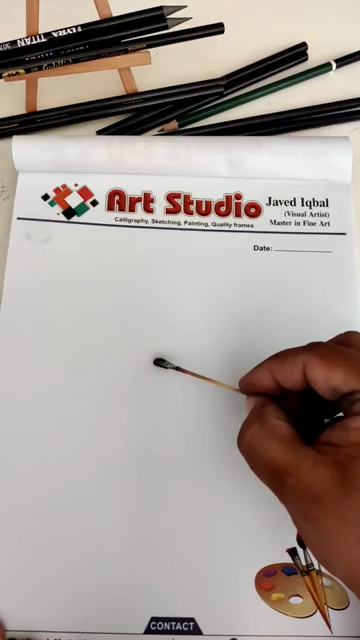 LYRA TITAN
Art Studio
Calligraphy, Sketching, Painting, Quality frames
Javed Iqbal
(Visual Artist)
Master in Fine Art
Date:
CONTACT